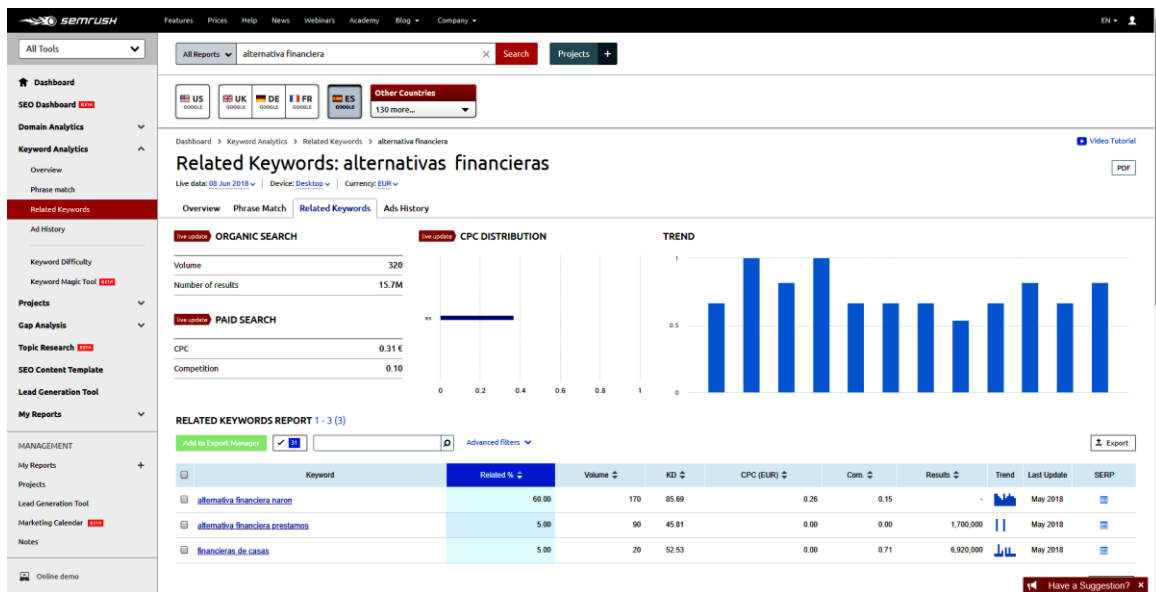 semrush Features Prices Help News Webinars Academy Blog Company EN
All Tools
Dashboard
SEO Dashboard BETA
Domain Analytics
Keyword Analytics
Overview
Phrase match
Related Keywords
Ad History
Keyword Difficulty
Keyword Magic Tool BETA
Projects
Gap Analysis
Topic Research BETA
SEO Content Template
Lead Generation Tool
My Reports
MANAGEMENT
My Reports +
Projects
Lead Generation Tool
Marketing Calendar BETA
Notes
Online demo
All Reports alternativa financiera × Search Projects +
US GOOGLE UK GOOGLE DE GOOGLE FR GOOGLE ES GOOGLE
Other Countries
130 more...
Dashboard > Keyword Analytics > Related Keywords > alternativa financiera Video Tutorial
Related Keywords: alternativas financieras PDF
Live data: 08 Jun 2018 | Device: Desktop | Currency: EUR
Overview Phrase Match Related Keywords Ads History
live update ORGANIC SEARCH
Volume 320
Number of results 15.7M
live update PAID SEARCH
CPC 0.31 €
Competition 0.10
live update CPC DISTRIBUTION
es
0 0.2 0.4 0.6 0.8 1
TREND
1
0.5
0
RELATED KEYWORDS REPORT 1 - 3 (3)
Add to Export Manager 31 Advanced filters Export
Keyword Related % Volume KD CPC (EUR) Com. Results Trend Last Update SERP
alternativa financiera naron 60.00 170 85.69 0.26 0.15 - May 2018
alternativa financiera prestamos 5.00 90 45.81 0.00 0.00 1,700,000 May 2018
financieras de casas 5.00 20 52.53 0.00 0.71 6,920,000 May 2018
Have a Suggestion? ×